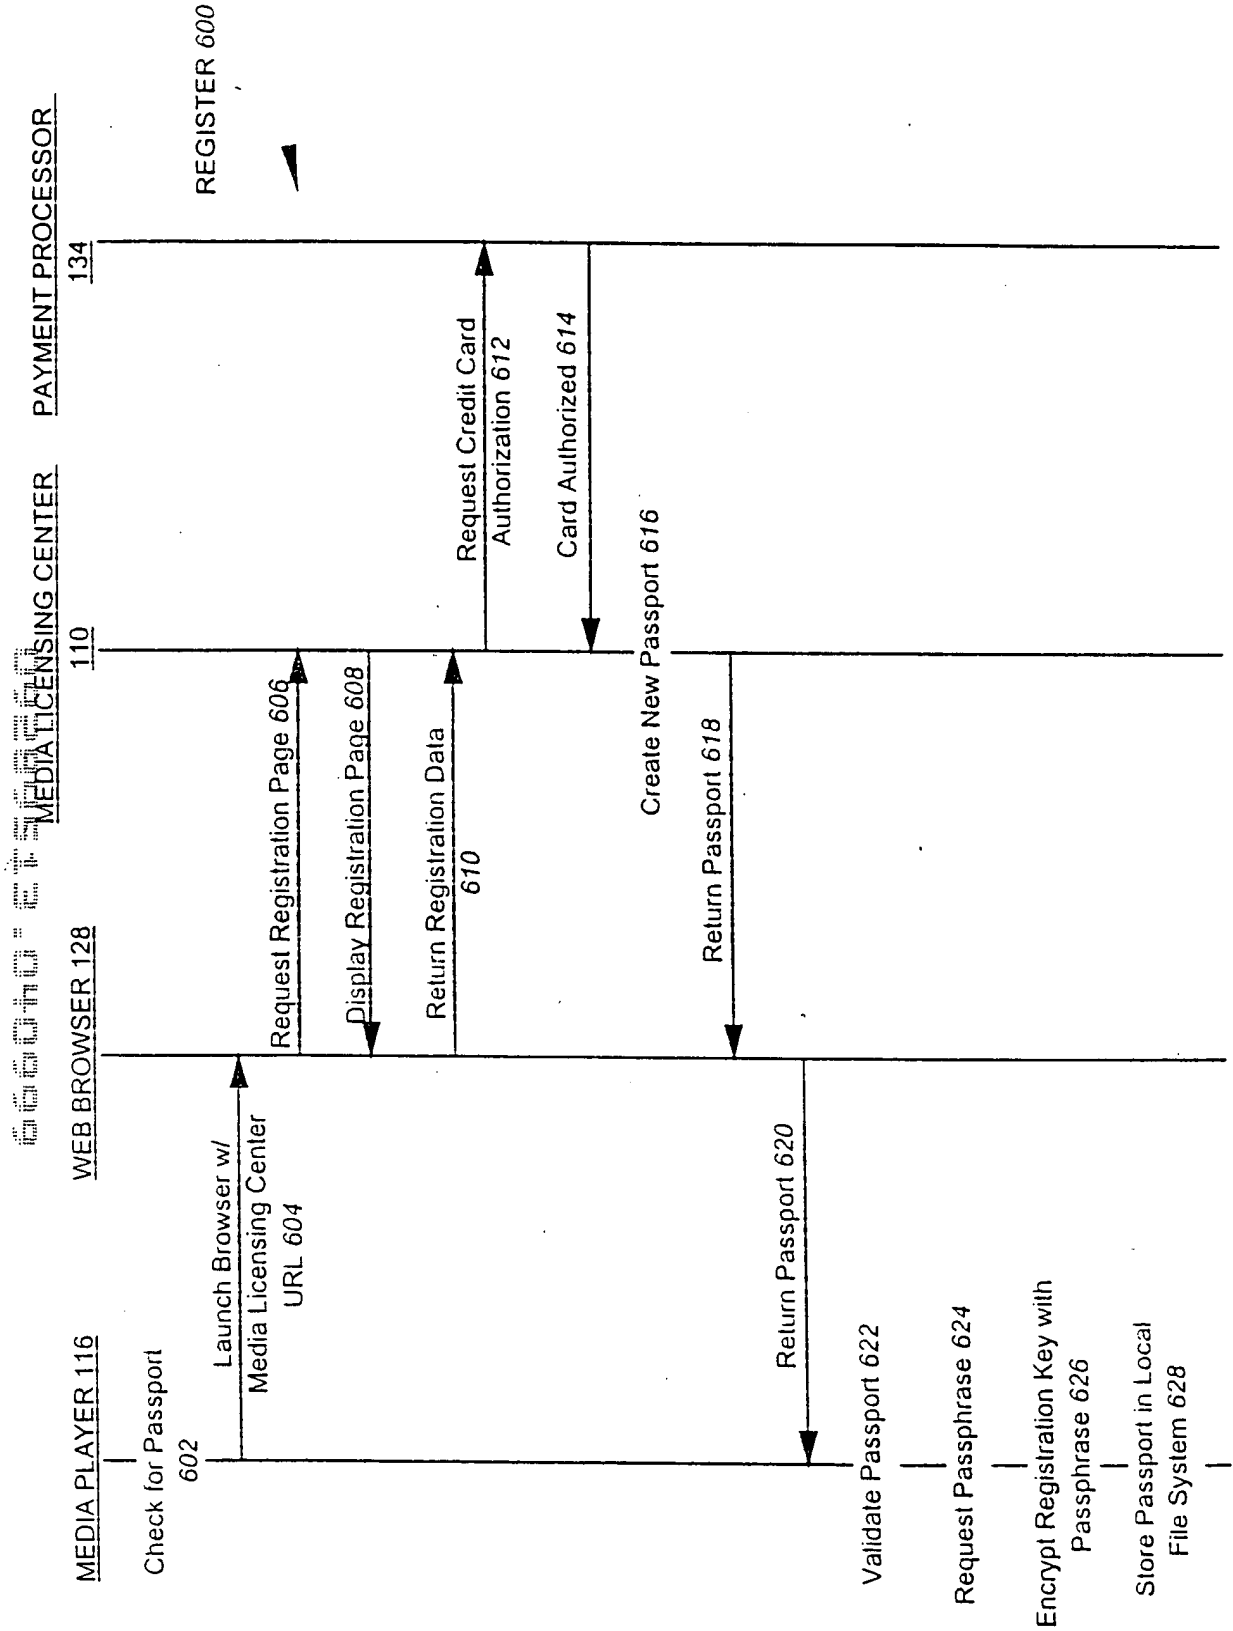 MEDIA PLAYER 116
WEB BROWSER 128
MEDIA LICENSING CENTER
110
PAYMENT PROCESSOR
134
REGISTER 600
Check for Passport
602
Launch Browser w/
Media Licensing Center
URL 604
Request Registration Page 606
Display Registration Page 608
Return Registration Data
610
Request Credit Card
Authorization 612
Card Authorized 614
Create New Passport 616
Return Passport 618
Return Passport 620
Validate Passport 622
Request Passphrase 624
Encrypt Registration Key with
Passphrase 626
Store Passport in Local
File System 628